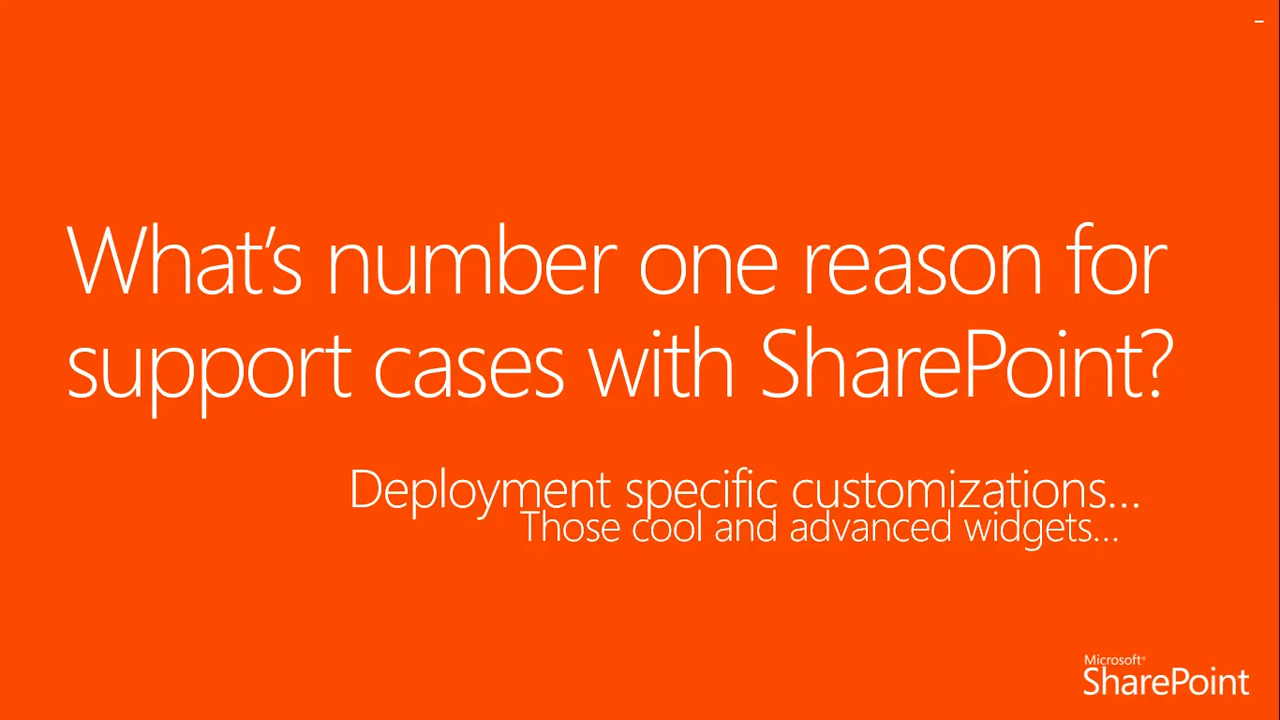 What's number one reason for
support cases with SharePoint?
Deployment specific customizations...
Those cool and advanced widgets...
Microsoft®
SharePoint